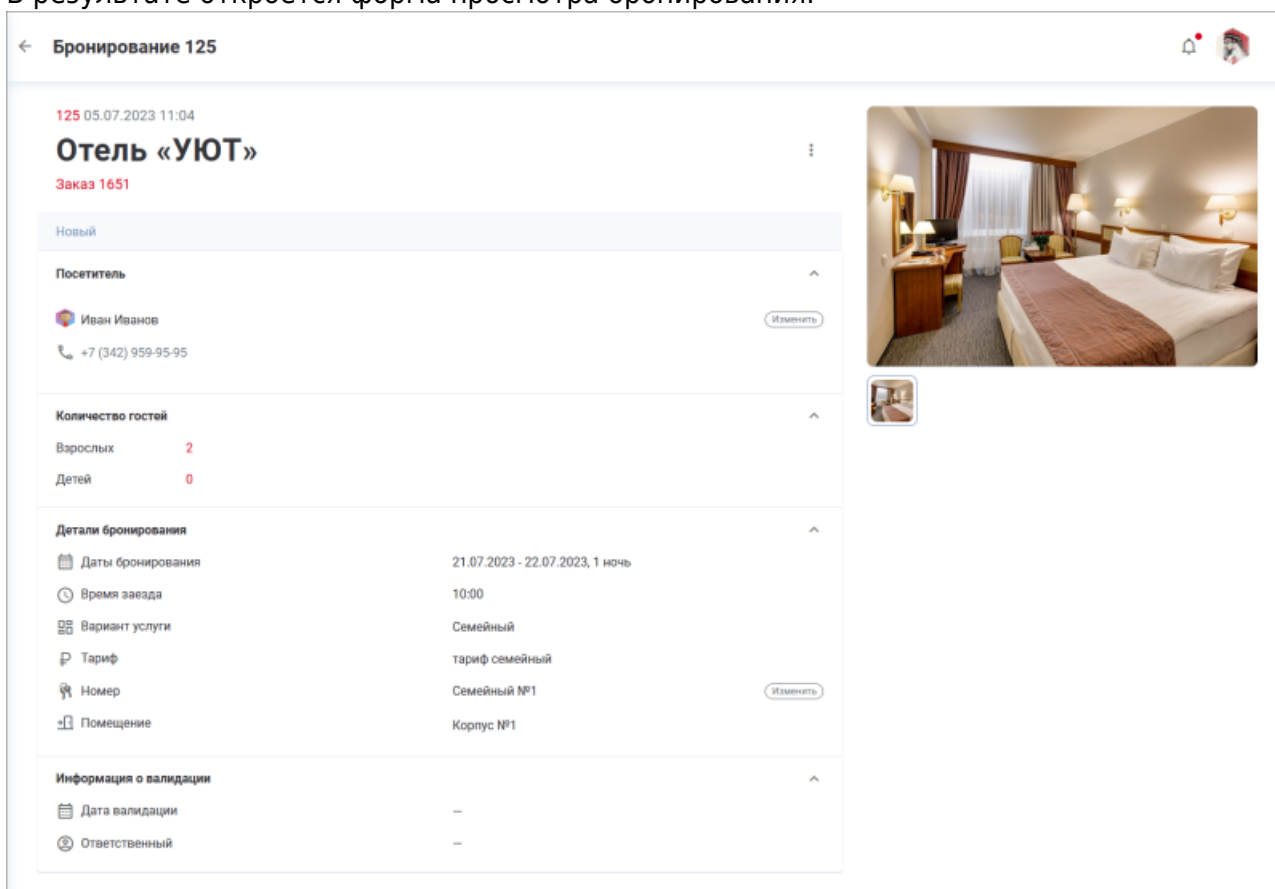 В результате откроется форма просмотра бронирования.
Бронирование 125
125 05.07.2023 11:04
Отель «УЮТ»
Заказ 1651
Новый
Посетитель
Иван Иванов
Изменить
+7 (342) 959-95-95
Количество гостей
Взрослых 2
Детей 0
Детали бронирования
Даты бронирования 21.07.2023 - 22.07.2023, 1 ночь
Время заезда 10:00
Вариант услуги Семейный
Тариф тариф семейный
Номер Семейный №1 Изменить
Помещение Корпус №1
Информация о валидации
Дата валидации —
Ответственный —